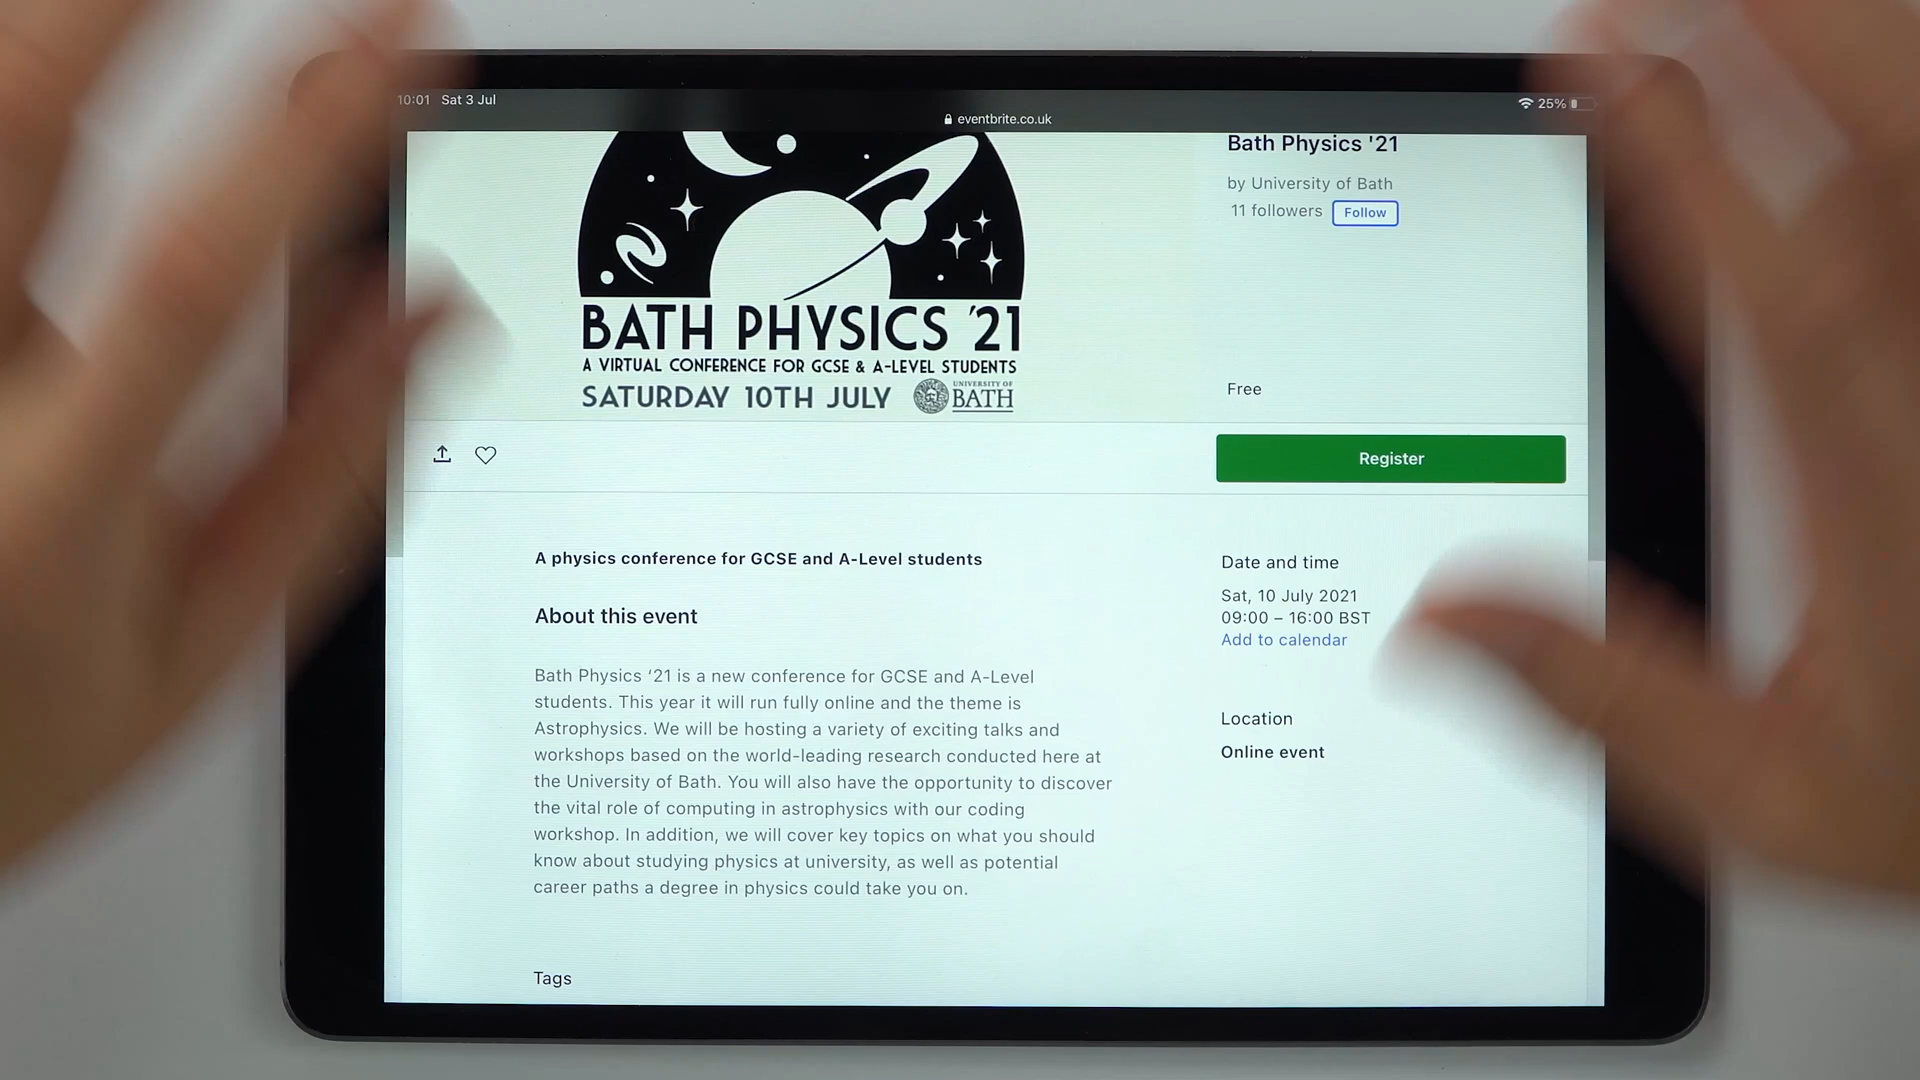 10:01 Sat 3 Jul
25%
eventbrite.co.uk
BATH PHYSICS '21
A VIRTUAL CONFERENCE FOR GCSE & A-LEVEL STUDENTS
SATURDAY 10TH JULY
UNIVERSITY OF
BATH
Bath Physics '21
by University of Bath
11 followers Follow
Free
Register
A physics conference for GCSE and A-Level students
About this event
Bath Physics ‘21 is a new conference for GCSE and A-Level
students. This year it will run fully online and the theme is
Astrophysics. We will be hosting a variety of exciting talks and
workshops based on the world-leading research conducted here at
the University of Bath. You will also have the opportunity to discover
the vital role of computing in astrophysics with our coding
workshop. In addition, we will cover key topics on what you should
know about studying physics at university, as well as potential
career paths a degree in physics could take you on.
Tags
Date and time
Sat, 10 July 2021
09:00 – 16:00 BST
Add to calendar
Location
Online event